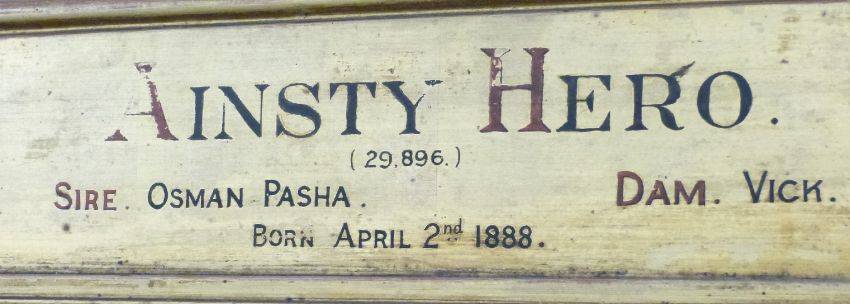 AINSTY HERO.
(29,896.)
SIRE. OSMAN PASHA. DAM. VICK.
BORN APRIL 2nd 1888.